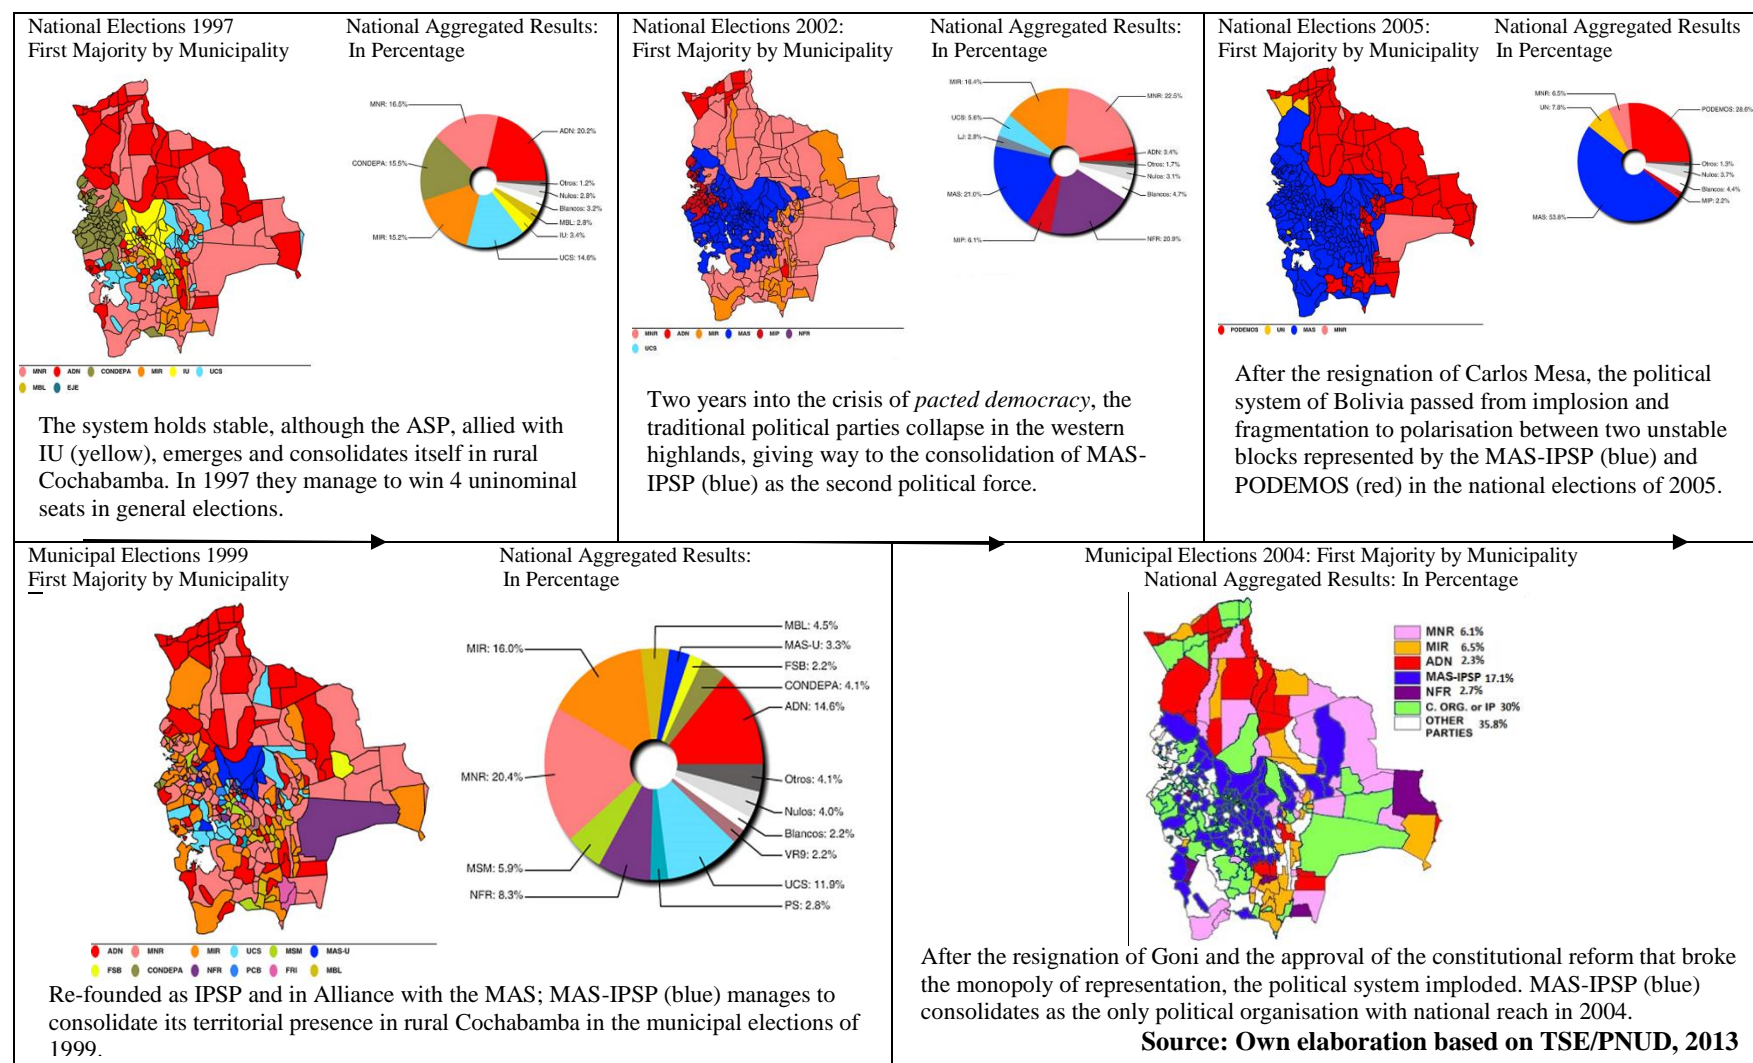 National Elections 1997
First Majority by Municipality
National Aggregated Results:
In Percentage
MNR: 16.5%
ADN: 20.2%
CONDEPA: 15.5%
Otros: 1.2%
Nulos: 2.8%
Blancos: 3.2%
MBL: 2.8%
IU: 3.4%
MIR: 15.2%
UCS: 14.6%
MNR ADN CONDEPA MIR IU UCS
MBL EJE
The system holds stable, although the ASP, allied with
IU (yellow), emerges and consolidates itself in rural
Cochabamba. In 1997 they manage to win 4 uninominal
seats in general elections.
National Elections 2002:
First Majority by Municipality
National Aggregated Results:
In Percentage
MIR: 16.4%
MNR: 22.5%
UCS: 5.6%
LJ: 2.8%
ADN: 3.4%
Otros: 1.7%
Nulos: 3.1%
Blancos: 4.7%
MAS: 21.0%
MIP: 6.1%
NFR: 20.9%
MNR ADN MIR MAS MIP NFR
UCS
Two years into the crisis of pacted democracy, the
traditional political parties collapse in the western
highlands, giving way to the consolidation of MAS-
IPSP (blue) as the second political force.
National Elections 2005:
First Majority by Municipality
National Aggregated Results
In Percentage
MNR: 6.5%
UN: 7.8%
PODEMOS: 28.6%
Otros: 1.3%
Nulos: 3.7%
Blancos: 4.4%
MIP: 2.2%
MAS: 53.8%
PODEMOS UN MAS MNR
After the resignation of Carlos Mesa, the political
system of Bolivia passed from implosion and
fragmentation to polarisation between two unstable
blocks represented by the MAS-IPSP (blue) and
PODEMOS (red) in the national elections of 2005.
Municipal Elections 1999
First Majority by Municipality
National Aggregated Results:
In Percentage
MBL: 4.5%
MIR: 16.0%
MAS-U: 3.3%
FSB: 2.2%
CONDEPA: 4.1%
ADN: 14.6%
MNR: 20.4%
Otros: 4.1%
Nulos: 4.0%
Blancos: 2.2%
VR9: 2.2%
MSM: 5.9%
NFR: 8.3%
UCS: 11.9%
PS: 2.8%
ADN MNR MIR UCS MSM MAS-U
FSB CONDEPA NFR PCB FRI MBL
Re-founded as IPSP and in Alliance with the MAS; MAS-IPSP (blue) manages to
consolidate its territorial presence in rural Cochabamba in the municipal elections of
1999.
Municipal Elections 2004: First Majority by Municipality
National Aggregated Results: In Percentage
MNR 6.1%
MIR 6.5%
ADN 2.3%
MAS-IPSP 17.1%
NFR 2.7%
C. ORG. or IP 30%
OTHER 35.8%
PARTIES
After the resignation of Goni and the approval of the constitutional reform that broke
the monopoly of representation, the political system imploded. MAS-IPSP (blue)
consolidates as the only political organisation with national reach in 2004.
Source: Own elaboration based on TSE/PNUD, 2013